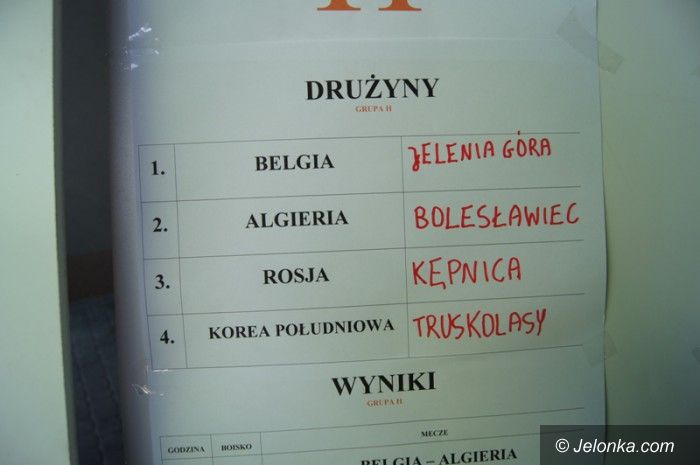 H
DRUŻYNY
GRUPA H
1. BELGIA JELENIA GÓRA
2. ALGIERIA BOLESŁAWIEC
3. ROSJA KĘPNICA
4. KOREA POŁUDNIOWA TRUSKOLASY
WYNIKI
GRUPA H
GODZINA BOISKO MECZE
BELGIA – ALGIERIA
© Jelonka.com